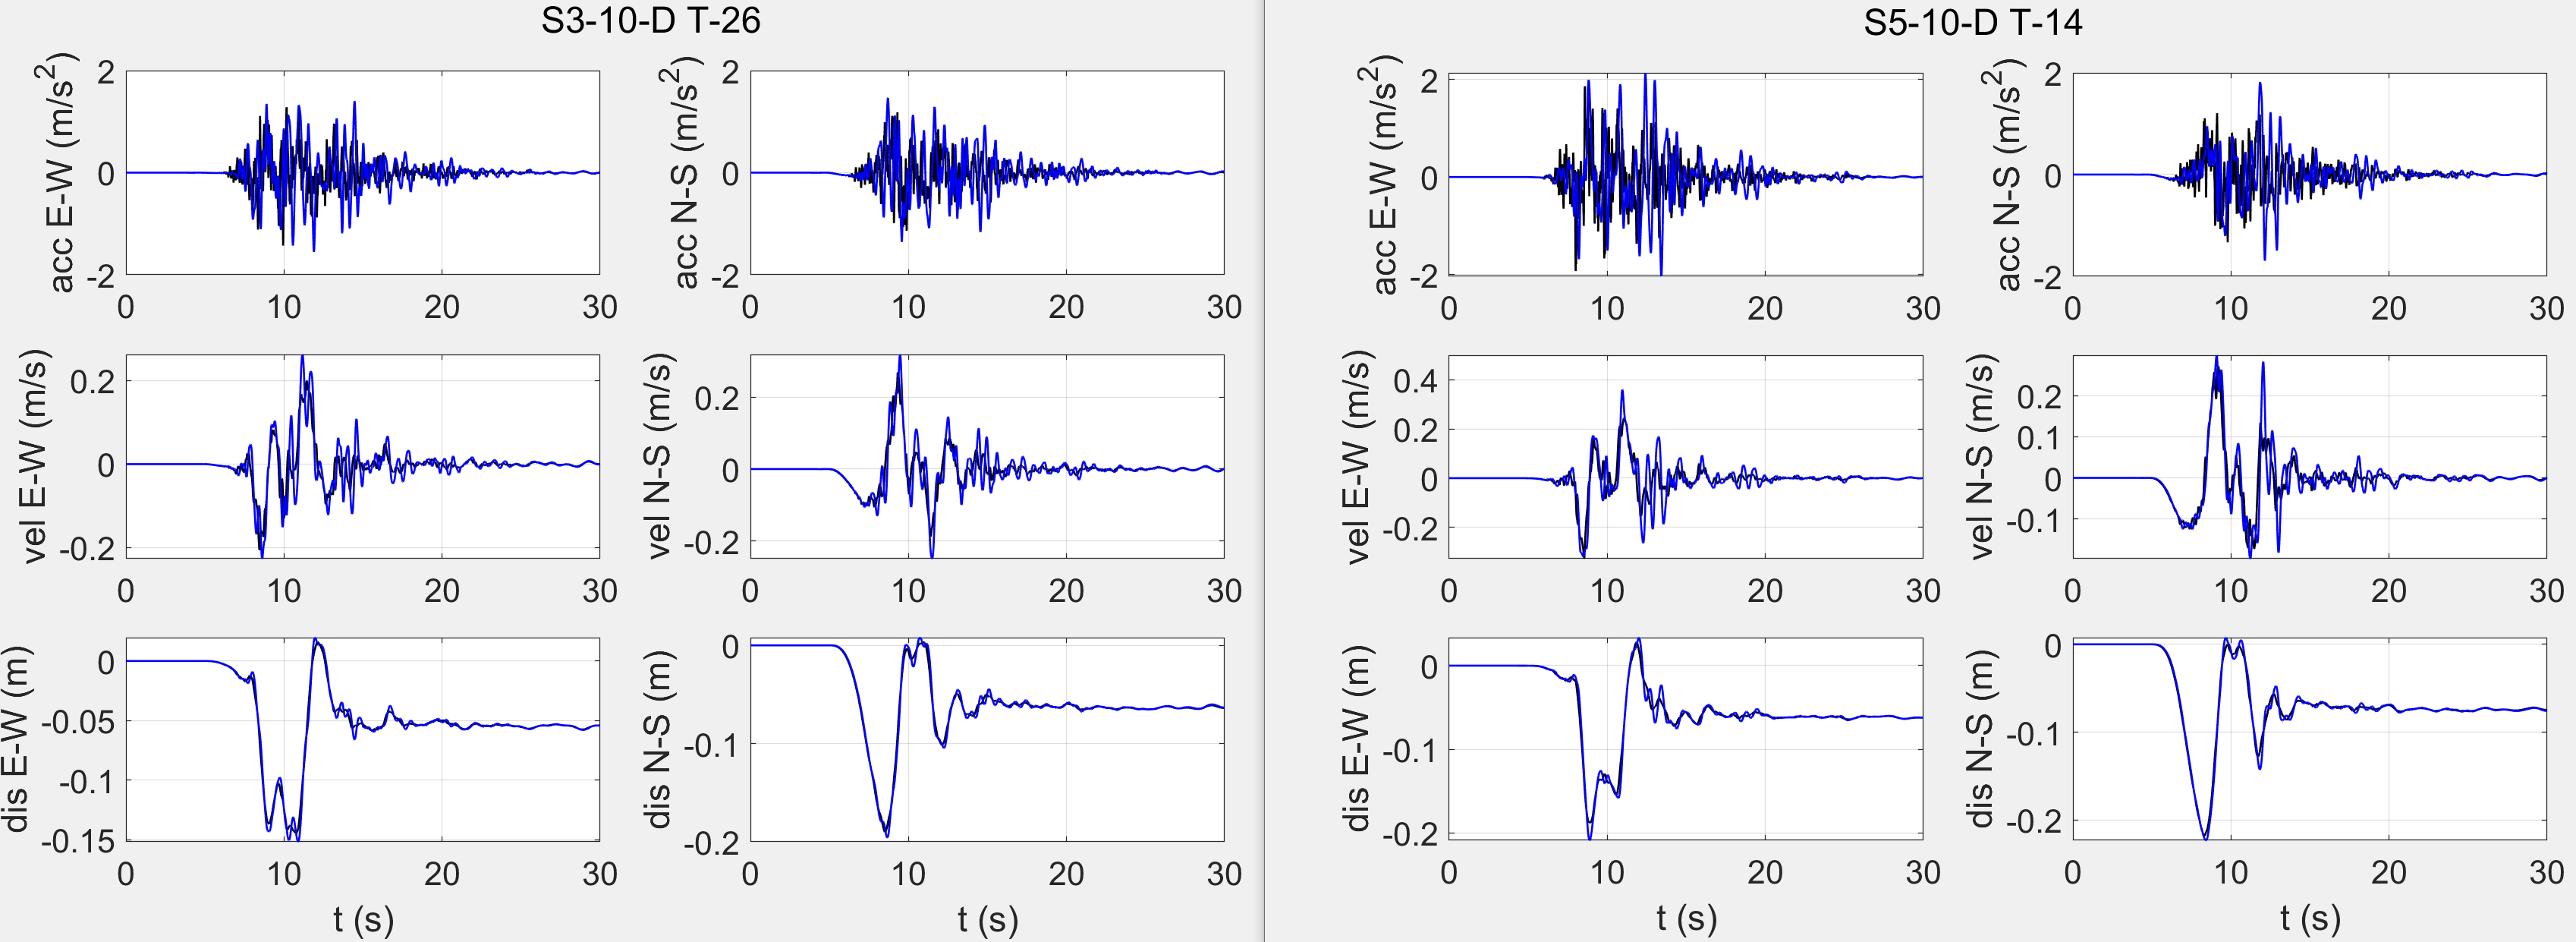 S3-10-D T-26
acc E-W (m/s²)
2
0
-2
0 10 20 30
acc N-S (m/s²)
2
0
-2
0 10 20 30
vel E-W (m/s)
0.2
0
-0.2
0 10 20 30
vel N-S (m/s)
0.2
0
-0.2
0 10 20 30
dis E-W (m)
0
-0.05
-0.1
-0.15
0 10 20 30
t (s)
dis N-S (m)
0
-0.1
-0.2
0 10 20 30
t (s)
S5-10-D T-14
acc E-W (m/s²)
2
0
-2
0 10 20 30
acc N-S (m/s²)
2
0
-2
0 10 20 30
vel E-W (m/s)
0.4
0.2
0
-0.2
0 10 20 30
vel N-S (m/s)
0.2
0.1
0
-0.1
0 10 20 30
dis E-W (m)
0
-0.1
-0.2
0 10 20 30
t (s)
dis N-S (m)
0
-0.1
-0.2
0 10 20 30
t (s)